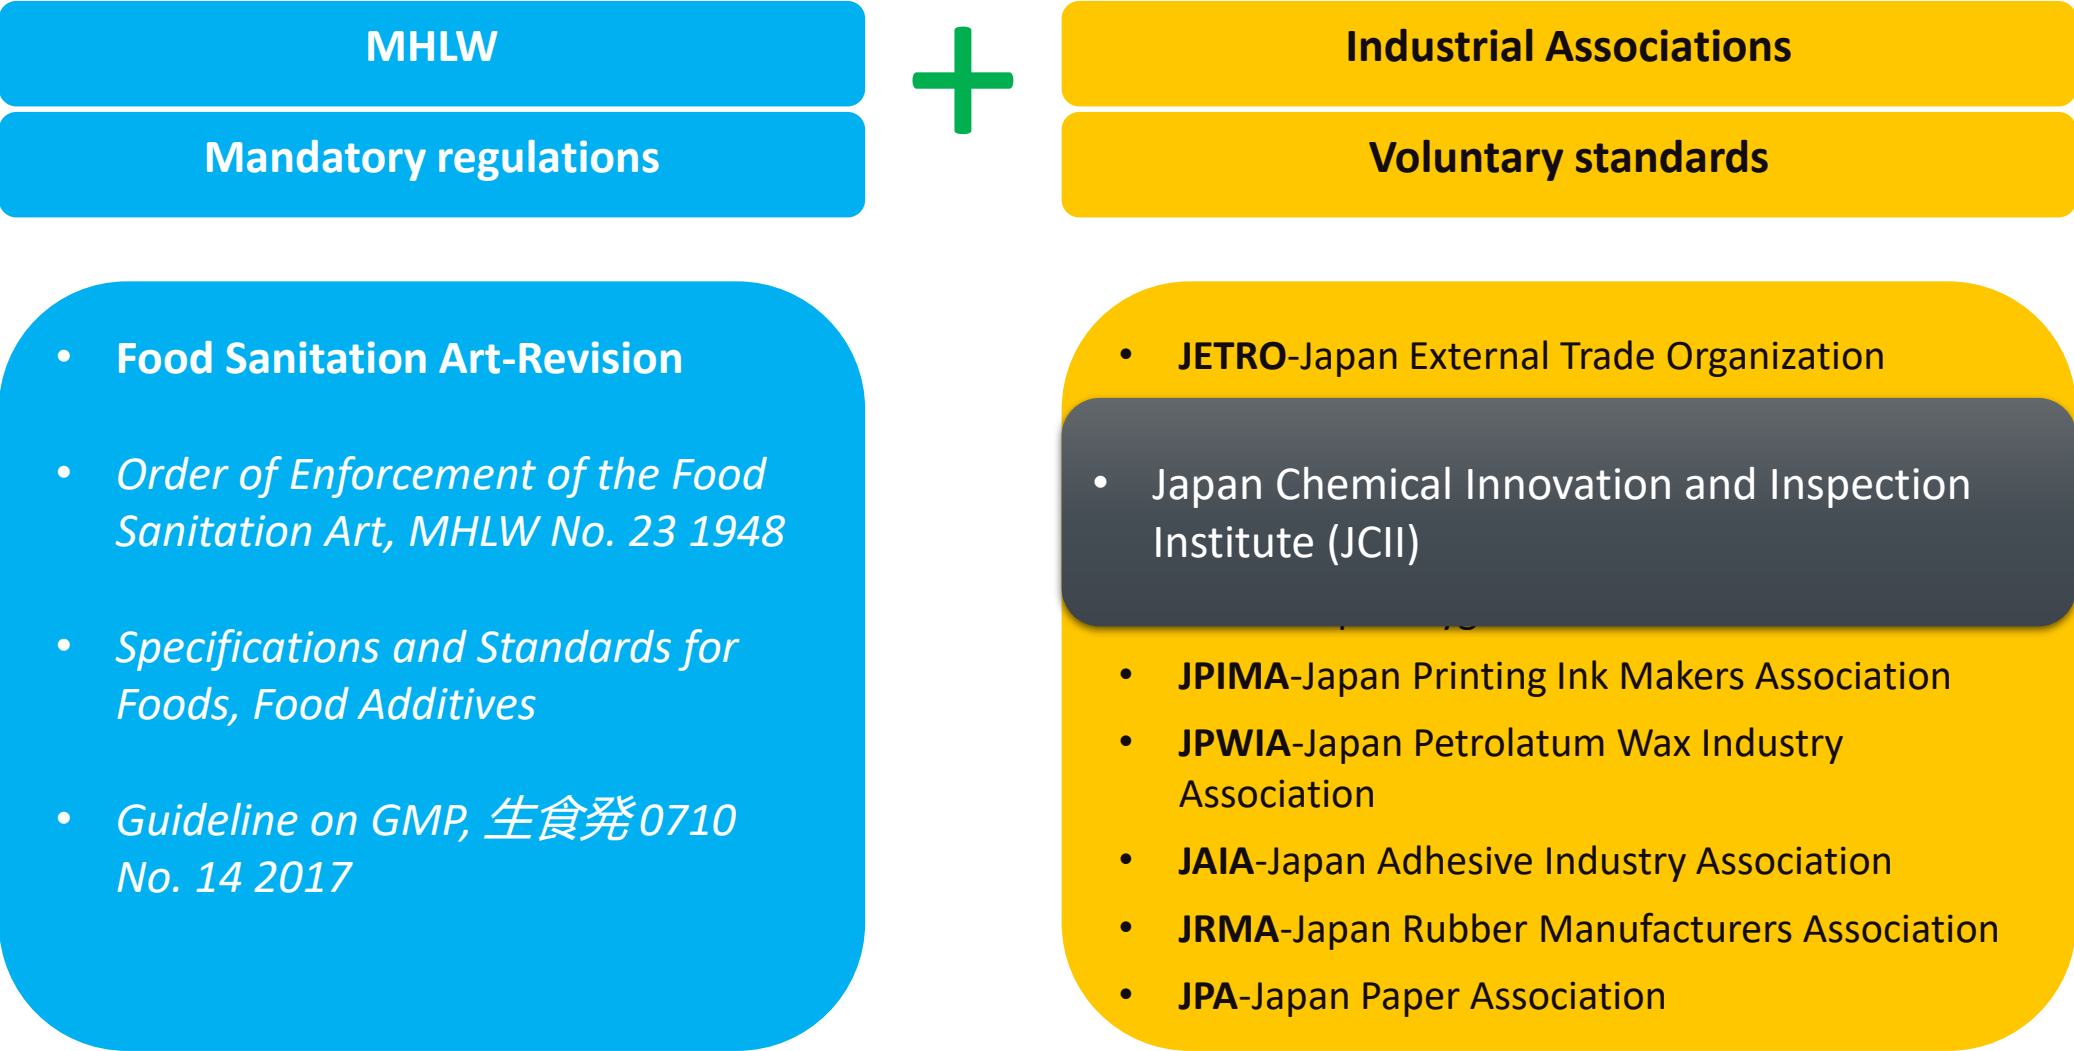 MHLW
Mandatory regulations
• Food Sanitation Art-Revision
• Order of Enforcement of the Food
Sanitation Art, MHLW No. 23 1948
• Specifications and Standards for
Foods, Food Additives
• Guideline on GMP, 生食発 0710
No. 14 2017
+
Industrial Associations
Voluntary standards
• JETRO-Japan External Trade Organization
• Japan Chemical Innovation and Inspection
Institute (JCII)
• JPIMA-Japan Printing Ink Makers Association
• JPWIA-Japan Petrolatum Wax Industry
Association
• JAIA-Japan Adhesive Industry Association
• JRMA-Japan Rubber Manufacturers Association
• JPA-Japan Paper Association